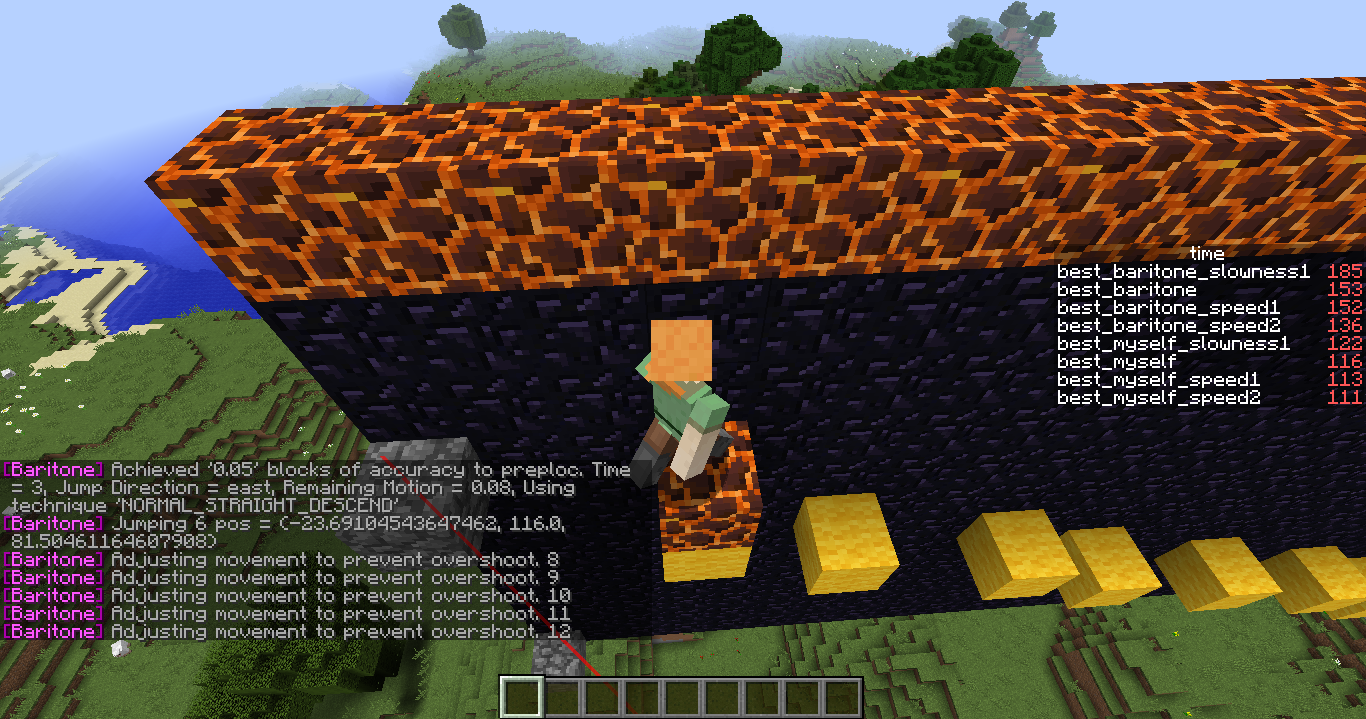 time
best_baritone_slowness1 185
best_baritone 153
best_baritone_speed1 152
best_baritone_speed2 136
best_myself_slowness1 122
best_myself 116
best_myself_speed1 113
best_myself_speed2 111
[Baritone] Achieved '0.05' blocks of accuracy to preploc. Time
= 3, Jump Direction = east, Remaining Motion = 0.08, Using
technique 'NORMAL_STRAIGHT_DESCEND'
[Baritone] Jumping 6 pos = (-23.69104543647462, 116.0,
81.50461164607908)
[Baritone] Adjusting movement to prevent overshoot. 8
[Baritone] Adjusting movement to prevent overshoot. 9
[Baritone] Adjusting movement to prevent overshoot. 10
[Baritone] Adjusting movement to prevent overshoot. 11
[Baritone] Adjusting movement to prevent overshoot. 12